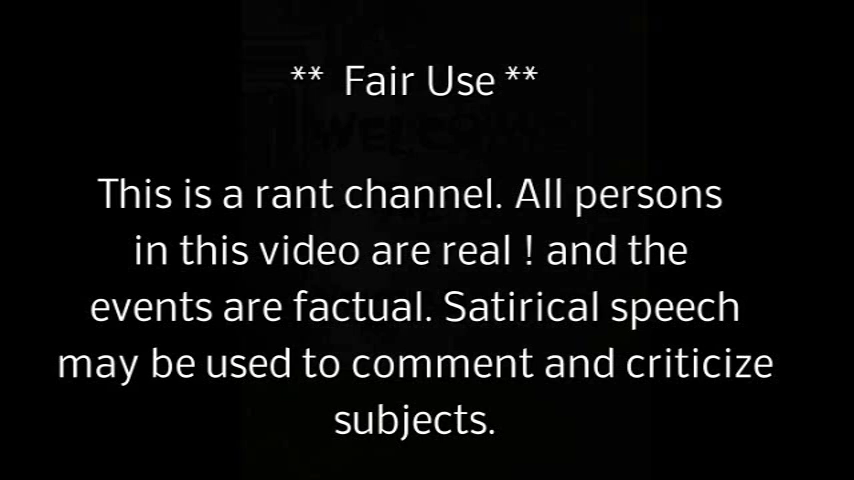 ** Fair Use **
This is a rant channel. All persons
in this video are real ! and the
events are factual. Satirical speech
may be used to comment and criticize
subjects.